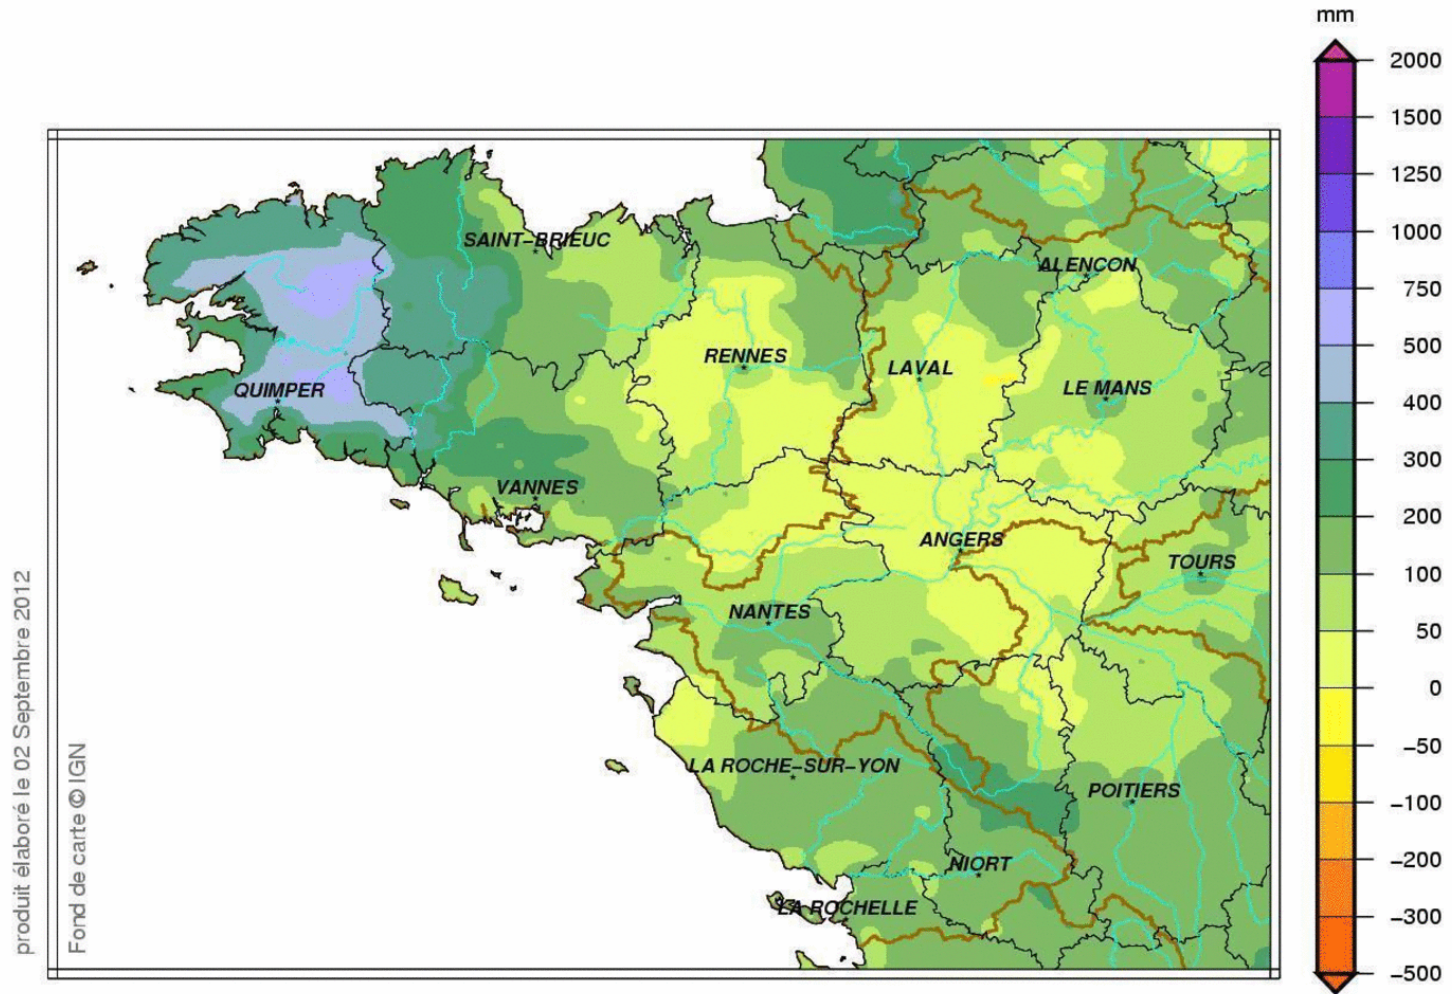 mm
2000
1500
1250
1000
750
500
400
300
200
100
50
0
−50
−100
−200
−300
−500
SAINT−BRIEUC
ALENCON
RENNES
LAVAL
LE MANS
QUIMPER
VANNES
ANGERS
TOURS
NANTES
LA ROCHE−SUR−YON
POITIERS
NIORT
LA ROCHELLE
produit élaboré le 02 Septembre 2012
Fond de carte © IGN